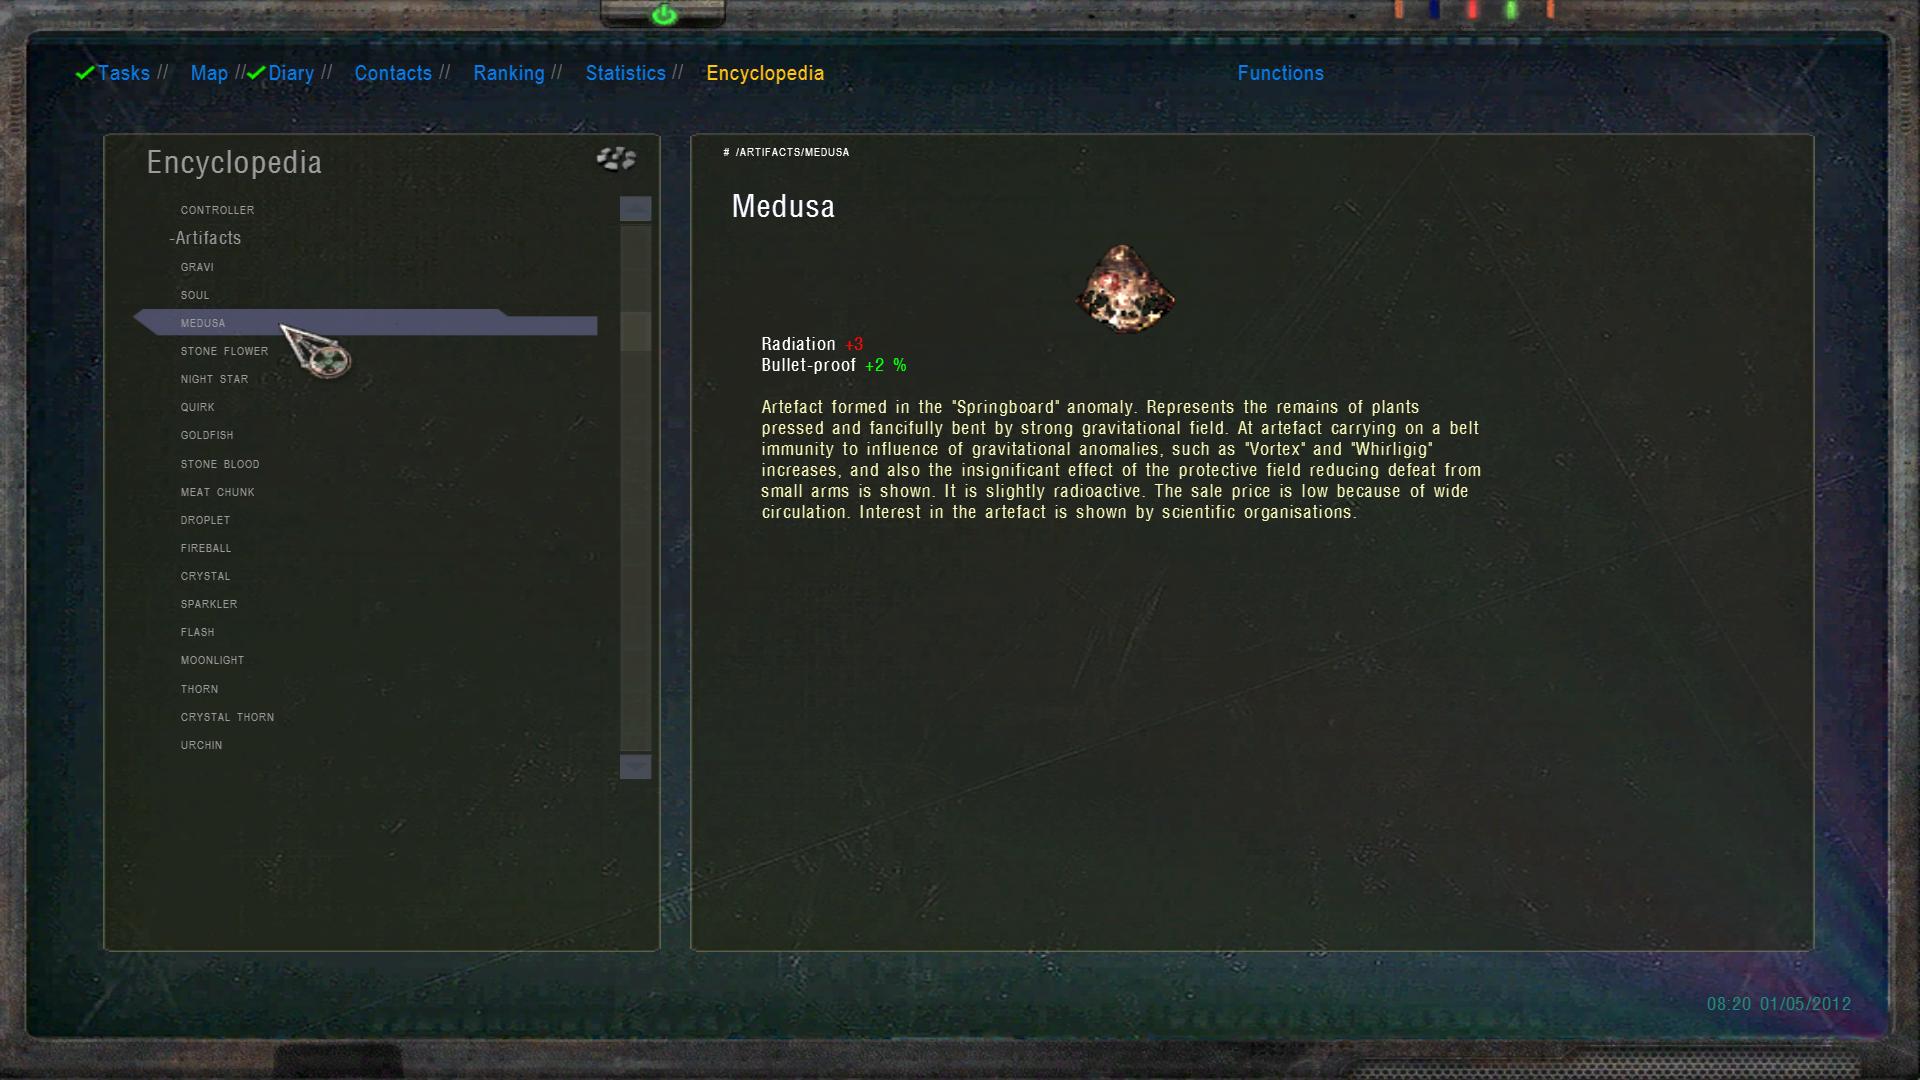 Tasks // Map // Diary // Contacts // Ranking // Statistics // Encyclopedia Functions
Encyclopedia
CONTROLLER
-Artifacts
GRAVI
SOUL
MEDUSA
STONE FLOWER
NIGHT STAR
QUIRK
GOLDFISH
STONE BLOOD
MEAT CHUNK
DROPLET
FIREBALL
CRYSTAL
SPARKLER
FLASH
MOONLIGHT
THORN
CRYSTAL THORN
URCHIN
# /ARTIFACTS/MEDUSA
Medusa
Radiation +3
Bullet-proof +2 %
Artefact formed in the "Springboard" anomaly. Represents the remains of plants
pressed and fancifully bent by strong gravitational field. At artefact carrying on a belt
immunity to influence of gravitational anomalies, such as "Vortex" and "Whirligig"
increases, and also the insignificant effect of the protective field reducing defeat from
small arms is shown. It is slightly radioactive. The sale price is low because of wide
circulation. Interest in the artefact is shown by scientific organisations.
08:20 01/05/2012